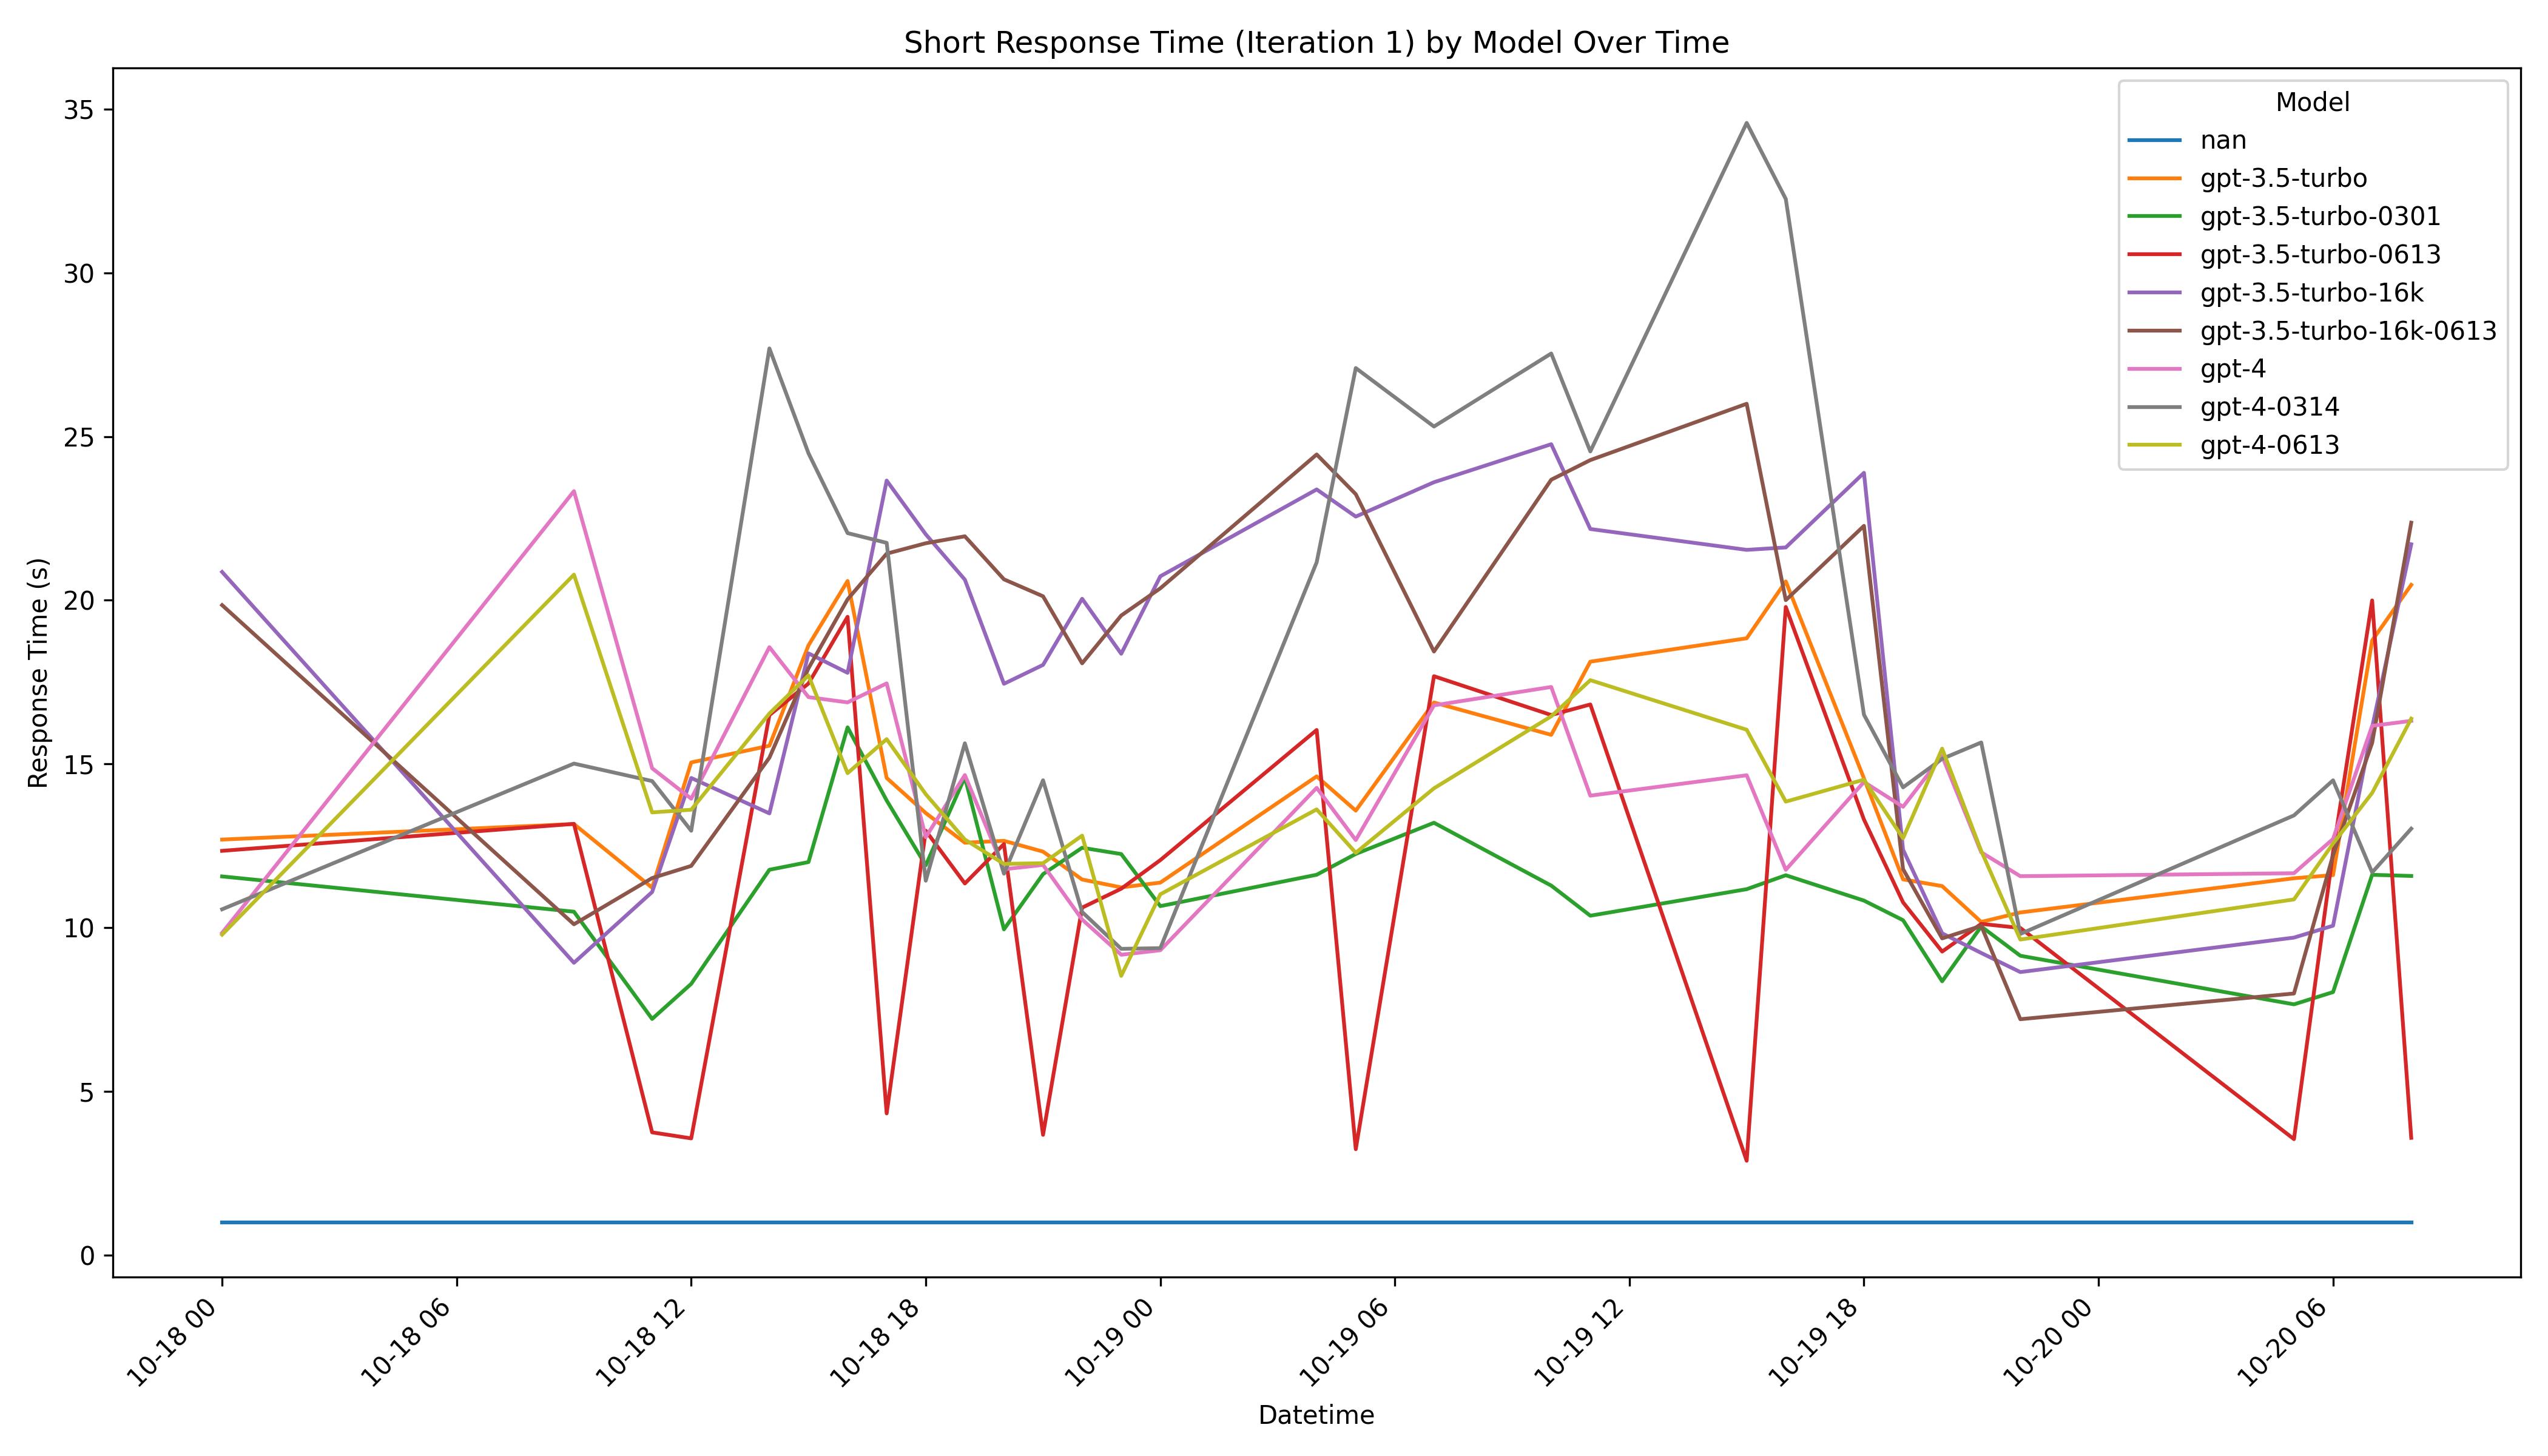 Short Response Time (Iteration 1) by Model Over Time
Model
nan
gpt-3.5-turbo
gpt-3.5-turbo-0301
gpt-3.5-turbo-0613
gpt-3.5-turbo-16k
gpt-3.5-turbo-16k-0613
gpt-4
gpt-4-0314
gpt-4-0613
Response Time (s)
35
30
25
20
15
10
5
0
10-18 00
10-18 06
10-18 12
10-18 18
10-19 00
10-19 06
10-19 12
10-19 18
10-20 00
10-20 06
Datetime